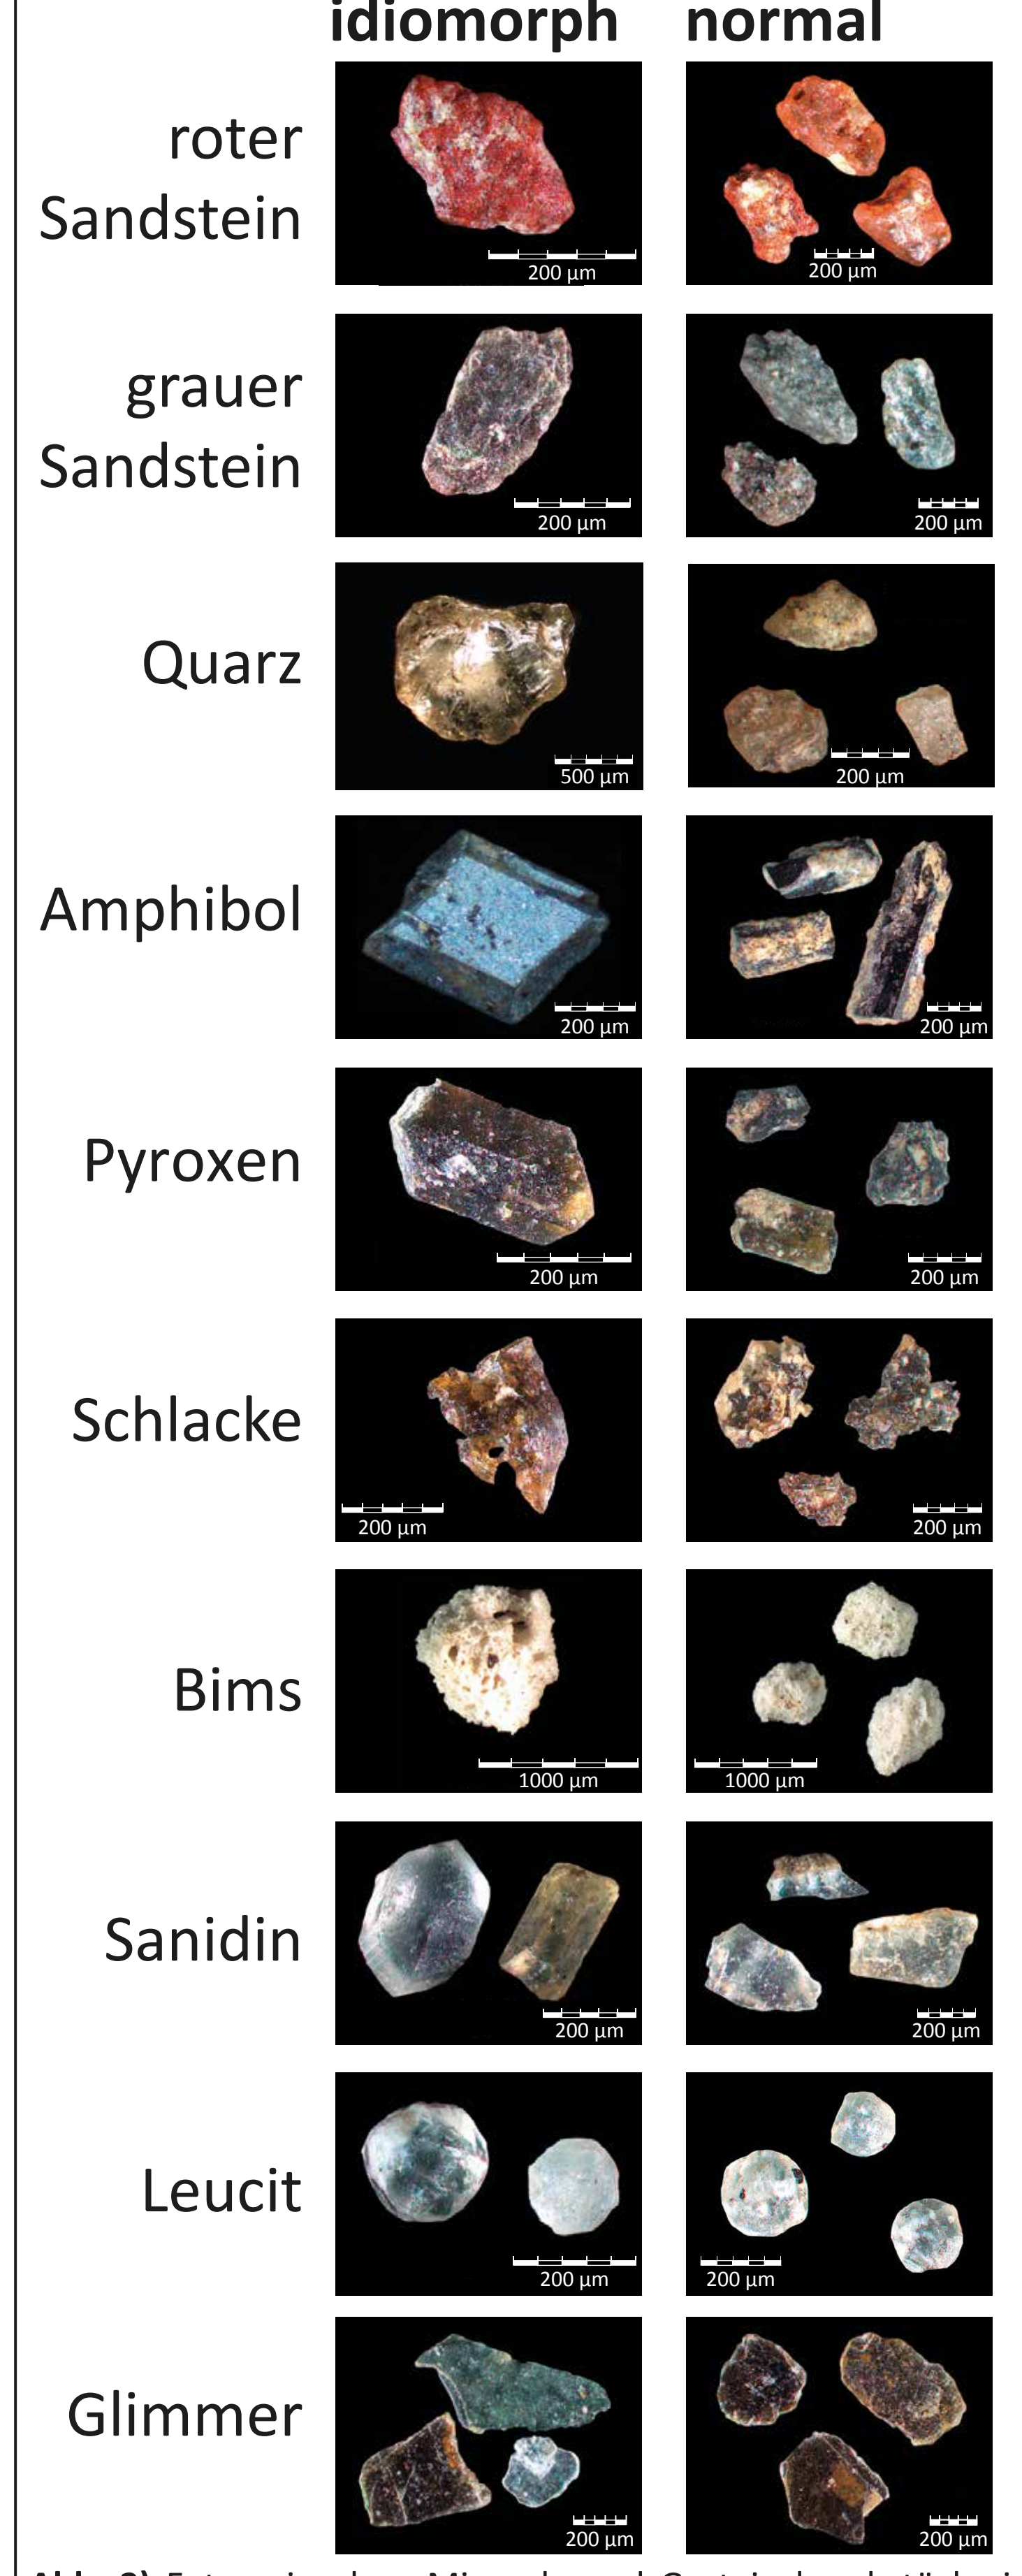 idiomorph normal
roter
Sandstein
200 µm
200 µm
grauer
Sandstein
200 µm
200 µm
Quarz
500 µm
200 µm
Amphibol
200 µm
200 µm
Pyroxen
200 µm
200 µm
Schlacke
200 µm
200 µm
Bims
1000 µm
1000 µm
Sanidin
200 µm
200 µm
Leucit
200 µm
200 µm
Glimmer
200 µm
200 µm